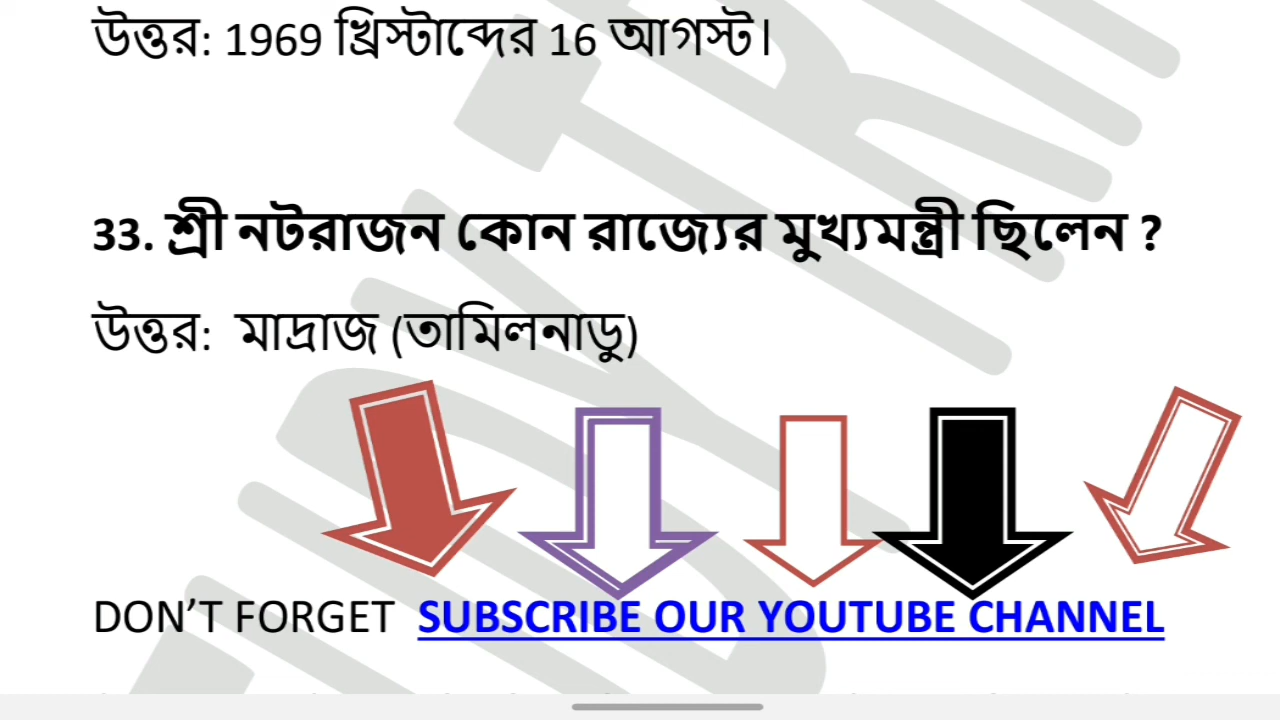 উত্তর: 1969 খ্রিস্টাব্দের 16 আগস্ট।
33. শ্রী নটরাজন কোন রাজ্যের মুখ্যমন্ত্রী ছিলেন ?
উত্তর: মাদ্রাজ (তামিলনাডু)
DON’T FORGET SUBSCRIBE OUR YOUTUBE CHANNEL